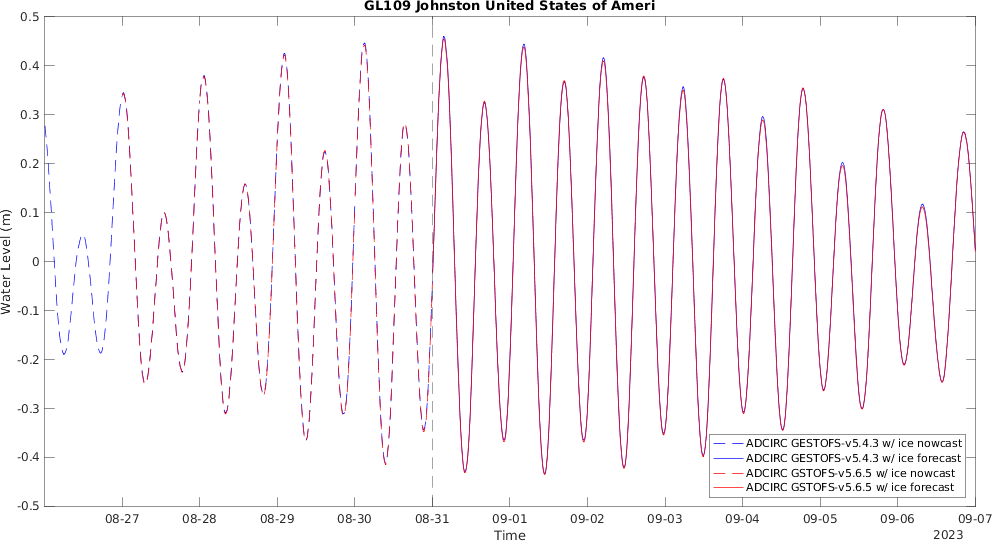 GL109 Johnston United States of Ameri
Water Level (m)
0.5
0.4
0.3
0.2
0.1
0
-0.1
-0.2
-0.3
-0.4
-0.5
ADCIRC GESTOFS-v5.4.3 w/ ice nowcast
ADCIRC GESTOFS-v5.4.3 w/ ice forecast
ADCIRC GSTOFS-v5.6.5 w/ ice nowcast
ADCIRC GSTOFS-v5.6.5 w/ ice forecast
08-27 08-28 08-29 08-30 08-31 09-01 09-02 09-03 09-04 09-05 09-06 09-07
Time
2023